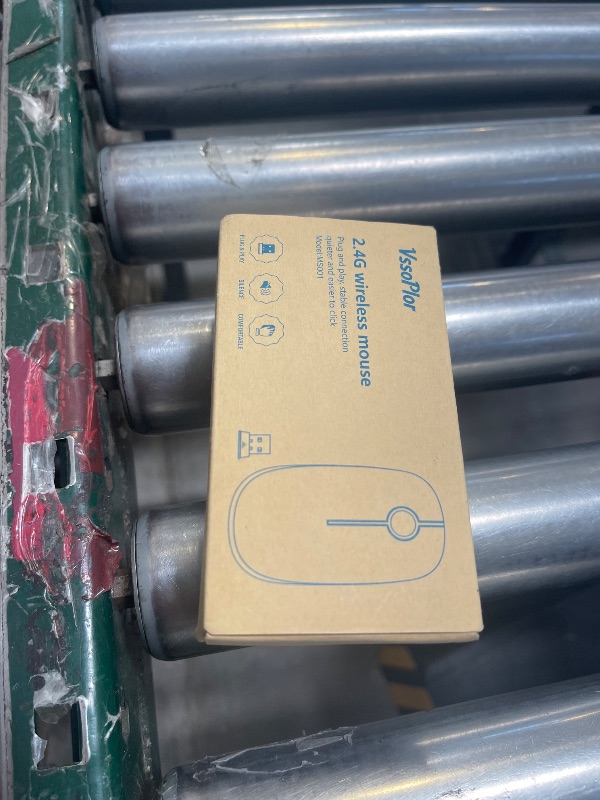 VssoPlor
2.4G wireless mouse
Plug and play, stable connection
quieter and easier to click
Model:MS001
PLUG & PLAY
SILENCE
COMFORTABLE